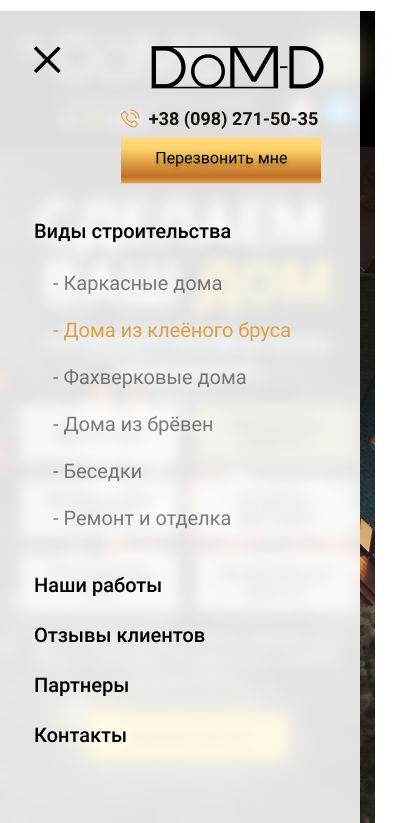 DOM-D
+38 (098) 271-50-35
Перезвонить мне
Виды строительства
- Каркасные дома
- Дома из клеёного бруса
- Фахверковые дома
- Дома из брёвен
- Беседки
- Ремонт и отделка
Наши работы
Отзывы клиентов
Партнеры
Контакты